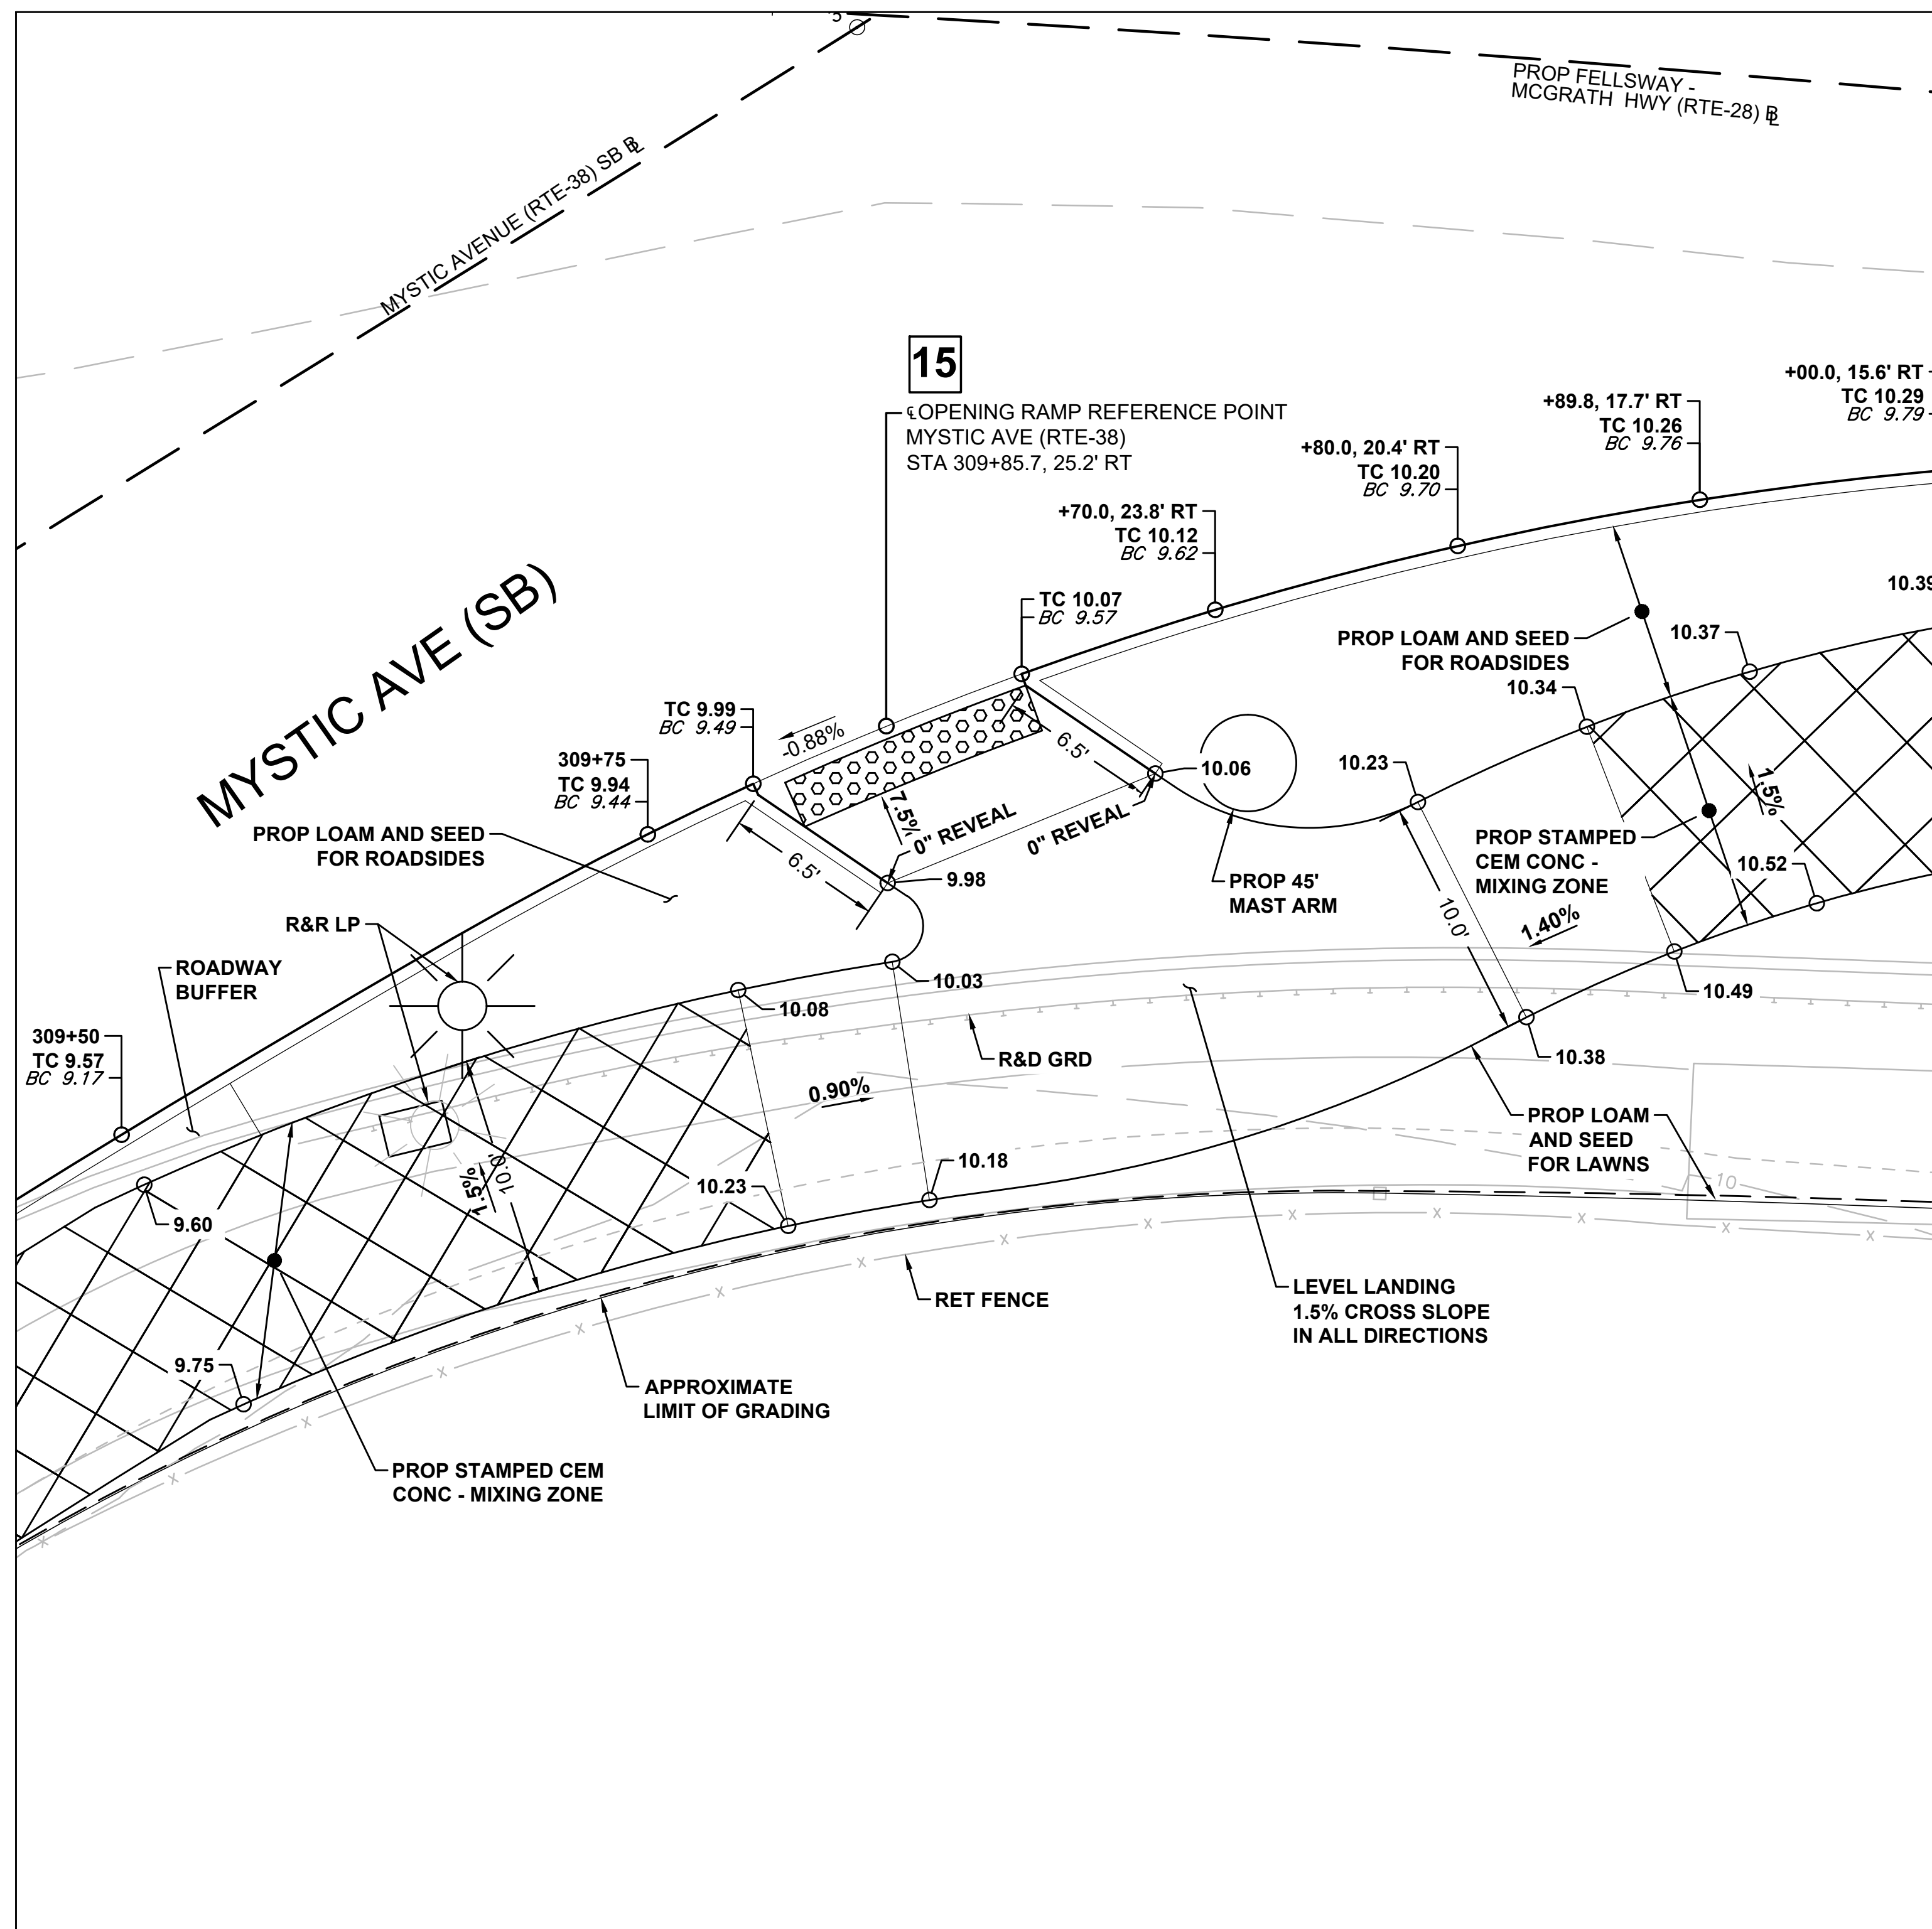 PROP FELLSWAY -
MCGRATH HWY (RTE-28) BL
MYSTIC AVENUE (RTE-38) SB BL
15
℄ OPENING RAMP REFERENCE POINT
MYSTIC AVE (RTE-38)
STA 309+85.7, 25.2' RT
+00.0, 15.6' RT
TC 10.29
BC 9.79
+89.8, 17.7' RT
TC 10.26
BC 9.76
+80.0, 20.4' RT
TC 10.20
BC 9.70
+70.0, 23.8' RT
TC 10.12
BC 9.62
TC 10.07
BC 9.57
10.39
PROP LOAM AND SEED
FOR ROADSIDES
10.37
10.34
MYSTIC AVE (SB)
TC 9.99
BC 9.49
-0.88%
6.5'
309+75
TC 9.94
BC 9.44
10.06
10.23
1.5%
7.5%
0" REVEAL
0" REVEAL
PROP LOAM AND SEED
FOR ROADSIDES
6.5'
9.98
PROP 45'
MAST ARM
PROP STAMPED
CEM CONC -
MIXING ZONE
10.52
10.0'
1.40%
R&R LP
ROADWAY
BUFFER
10.03
10.08
10.49
309+50
TC 9.57
BC 9.17
R&D GRD
10.38
0.90%
PROP LOAM
AND SEED
FOR LAWNS
10.18
10.23
10.0'
1.5%
10
9.60
RET FENCE
LEVEL LANDING
1.5% CROSS SLOPE
IN ALL DIRECTIONS
9.75
APPROXIMATE
LIMIT OF GRADING
PROP STAMPED CEM
CONC - MIXING ZONE